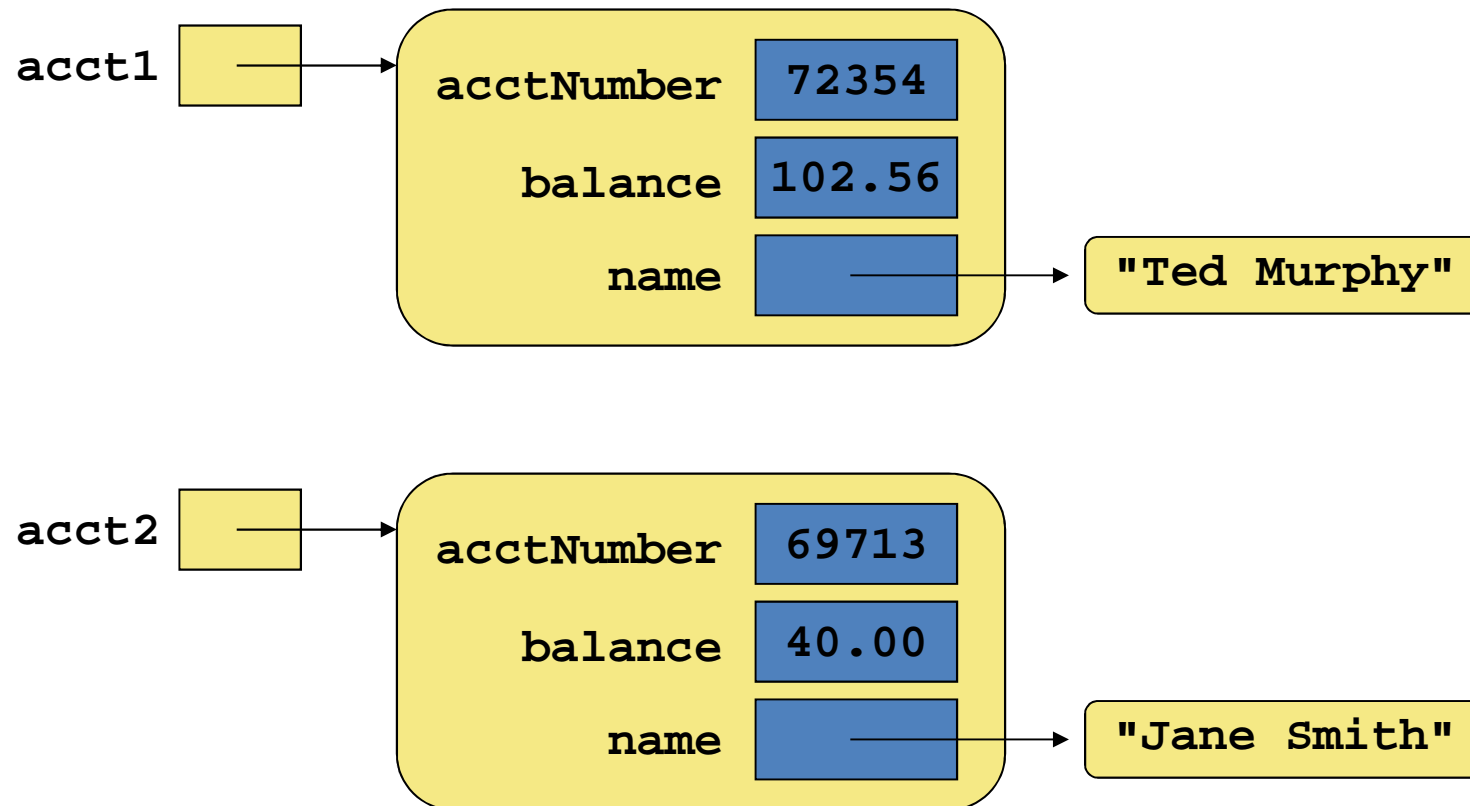 acct1
acctNumber 72354
balance 102.56
name "Ted Murphy"
acct2
acctNumber 69713
balance 40.00
name "Jane Smith"